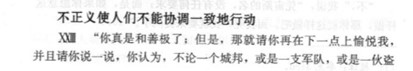 不正义使人们不能协调一致地行动
XXIII “你真是和善极了；但是，那就请你再在下一点上愉悦我，
并且请你说一说，你认为，不论一个城邦，或是一支军队，或是一伙盗